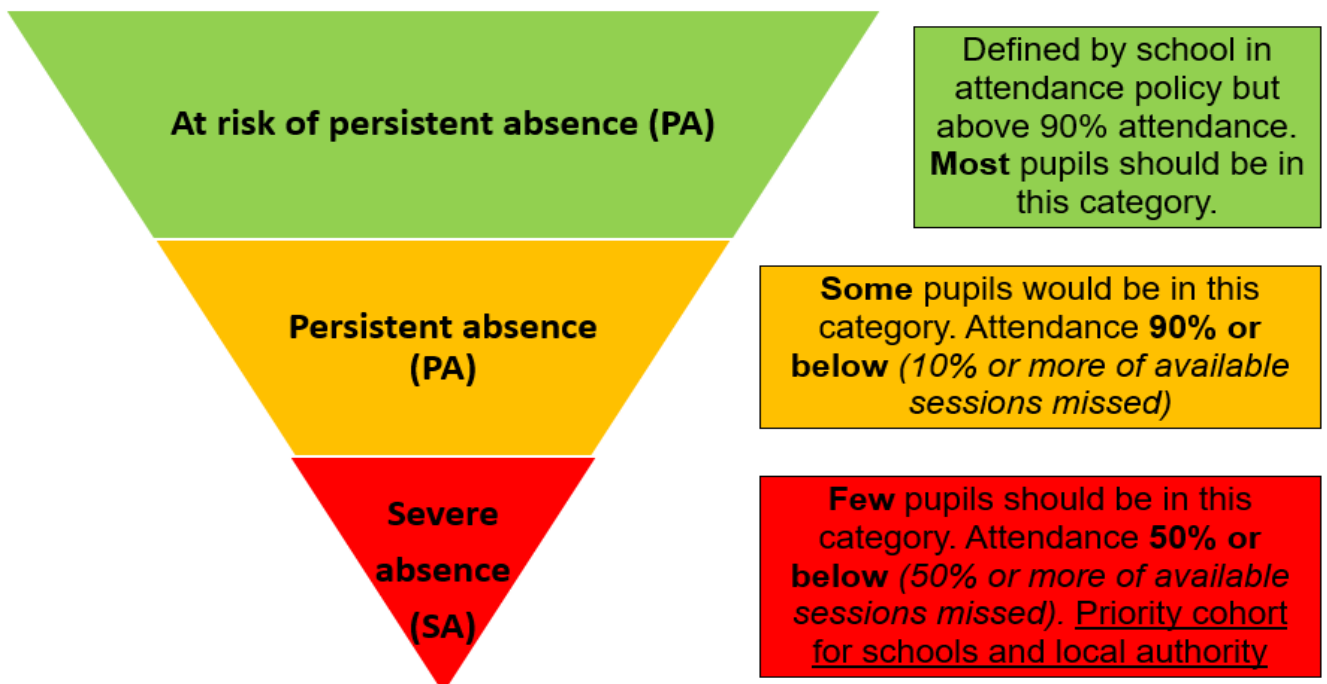 At risk of persistent absence (PA)
Defined by school in
attendance policy but
above 90% attendance.
Most pupils should be in
this category.
Persistent absence
(PA)
Some pupils would be in this
category. Attendance 90% or
below (10% or more of available
sessions missed)
Severe
absence
(SA)
Few pupils should be in this
category. Attendance 50% or
below (50% or more of available
sessions missed). Priority cohort
for schools and local authority